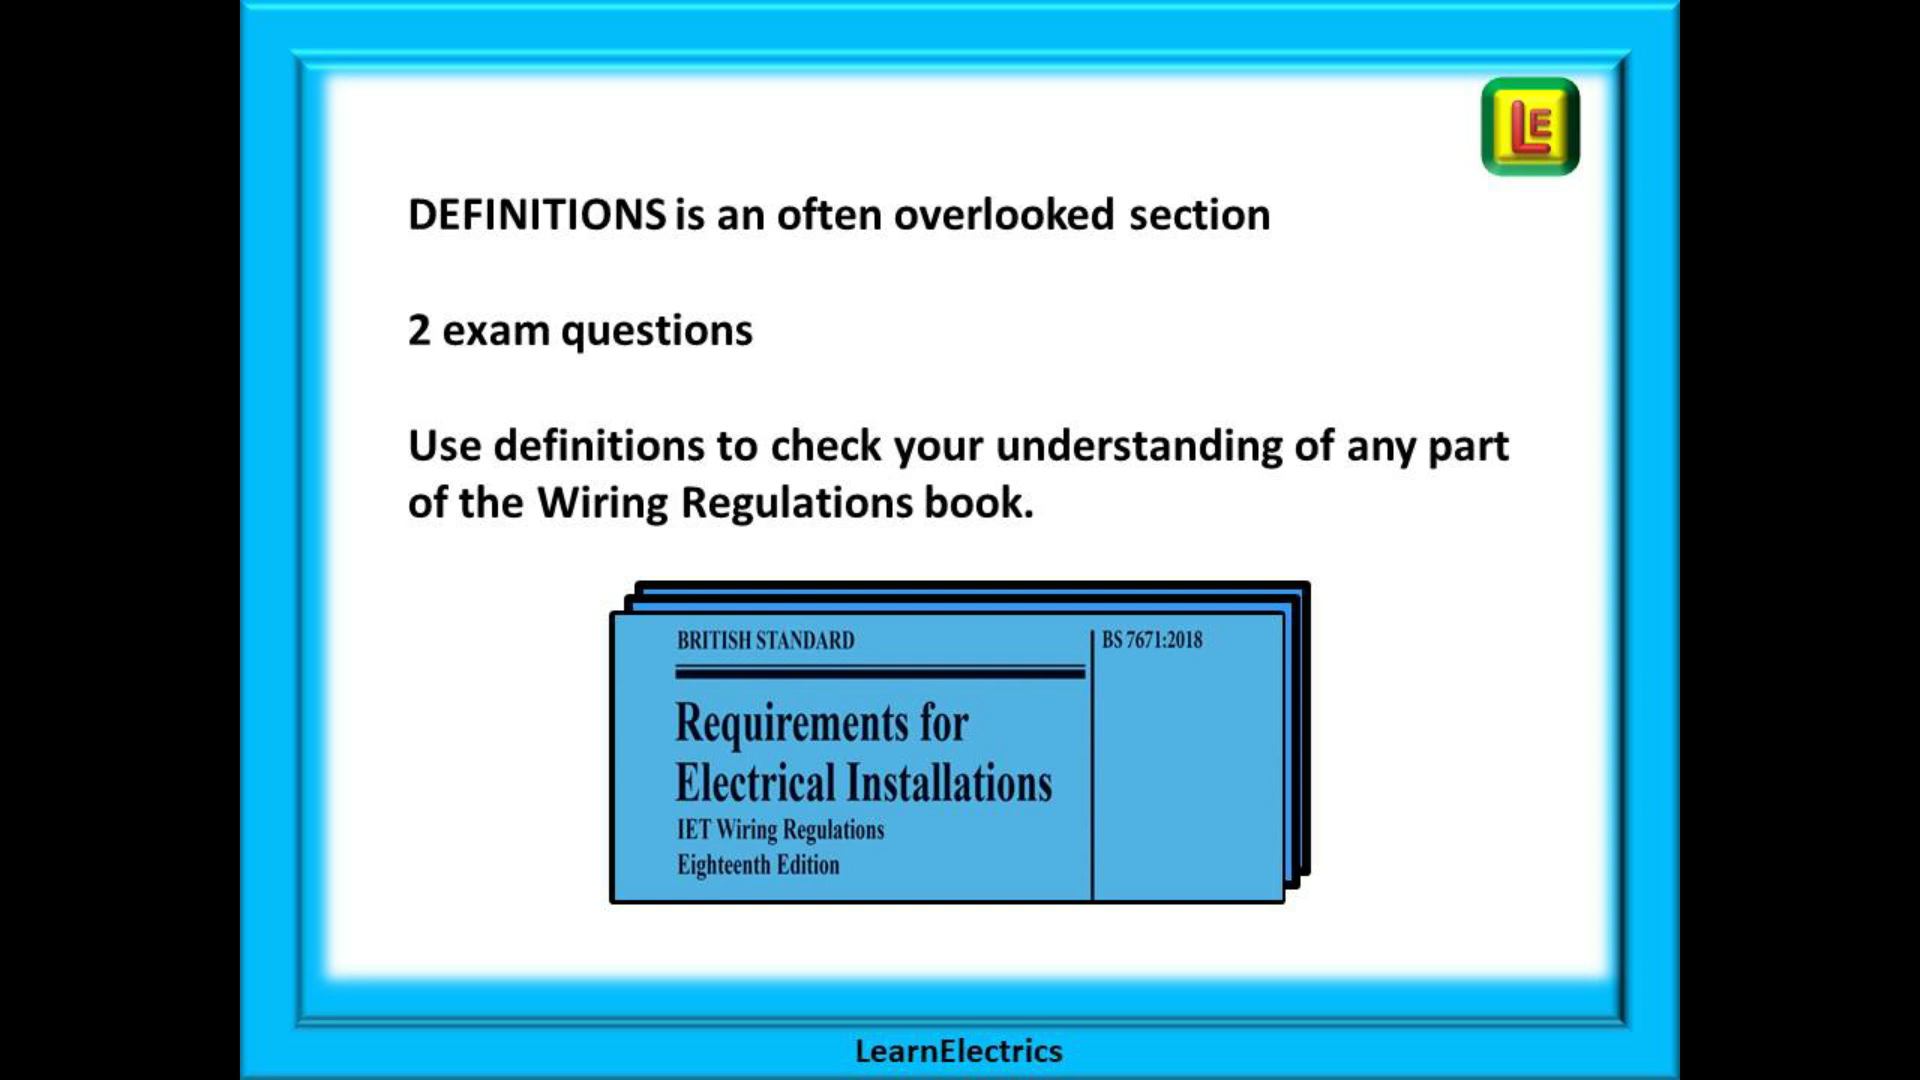 LE
DEFINITIONS is an often overlooked section
2 exam questions
Use definitions to check your understanding of any part
of the Wiring Regulations book.
BRITISH STANDARD
BS 7671:2018
Requirements for
Electrical Installations
IET Wiring Regulations
Eighteenth Edition
LearnElectrics